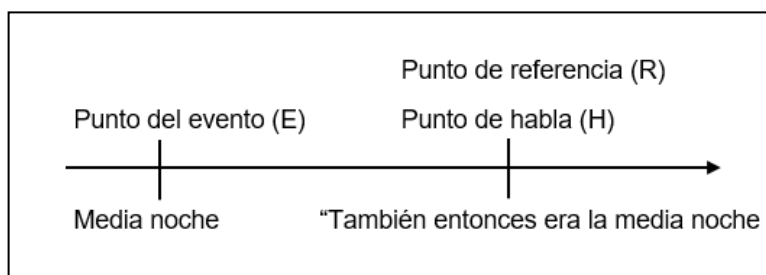 Punto de referencia (R)
Punto del evento (E) Punto de habla (H)
Media noche “También entonces era la media noche